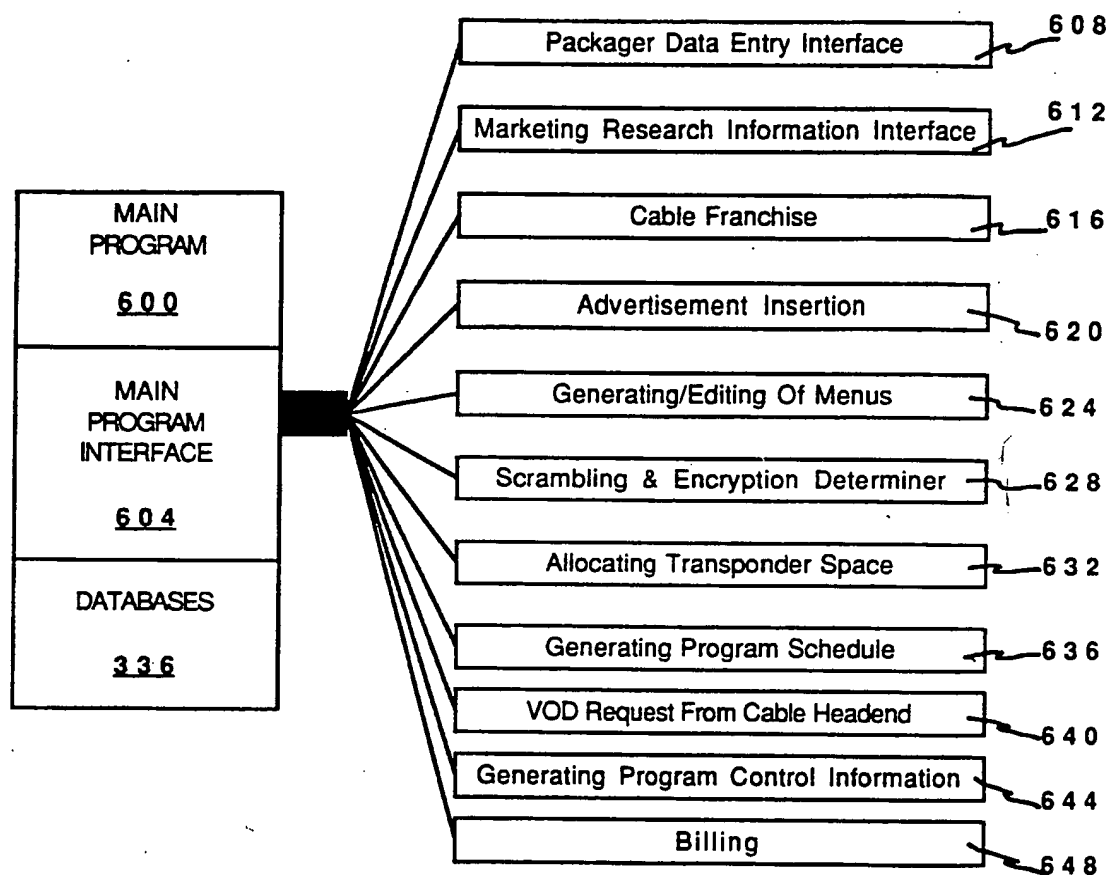 MAIN
PROGRAM
600
MAIN
PROGRAM
INTERFACE
604
DATABASES
336
Packager Data Entry Interface
608
Marketing Research Information Interface
612
Cable Franchise
616
Advertisement Insertion
620
Generating/Editing Of Menus
624
Scrambling & Encryption Determiner
628
Allocating Transponder Space
632
Generating Program Schedule
636
VOD Request From Cable Headend
640
Generating Program Control Information
644
Billing
648